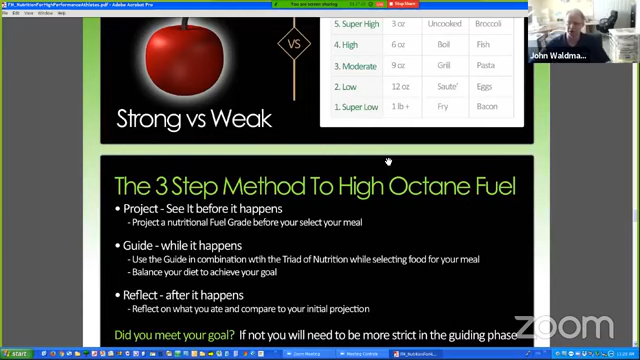 FM_NutritionForHighPerformanceAthletes.pdf - Adobe Acrobat Pro
You are screen sharing
Stop Share
View Window Help
5. Super High 3 oz Uncooked Broccoli
4. High 6 oz Boil Fish
3. Moderate 9 oz Grill Pasta
2. Low 12 oz Saute' Eggs
1. Super Low 1 lb + Fry Bacon
VS
Strong vs Weak
John Waldma...
The 3 Step Method To High Octane Fuel
• Project - See It before it happens
- Project a nutritional Fuel Grade before your select your meal
• Guide - while it happens
- Use the Guide in combination wtih the Triad of Nutrition while selecting food for your meal
- Balance your diet to achieve your goal
• Reflect - after it happens
- Reflect on what you ate and compare to your initial projection
Did you meet your goal? If not you will need to be more strict in the guiding phase
zoom
start
Zoom Meeting
Meeting Controls